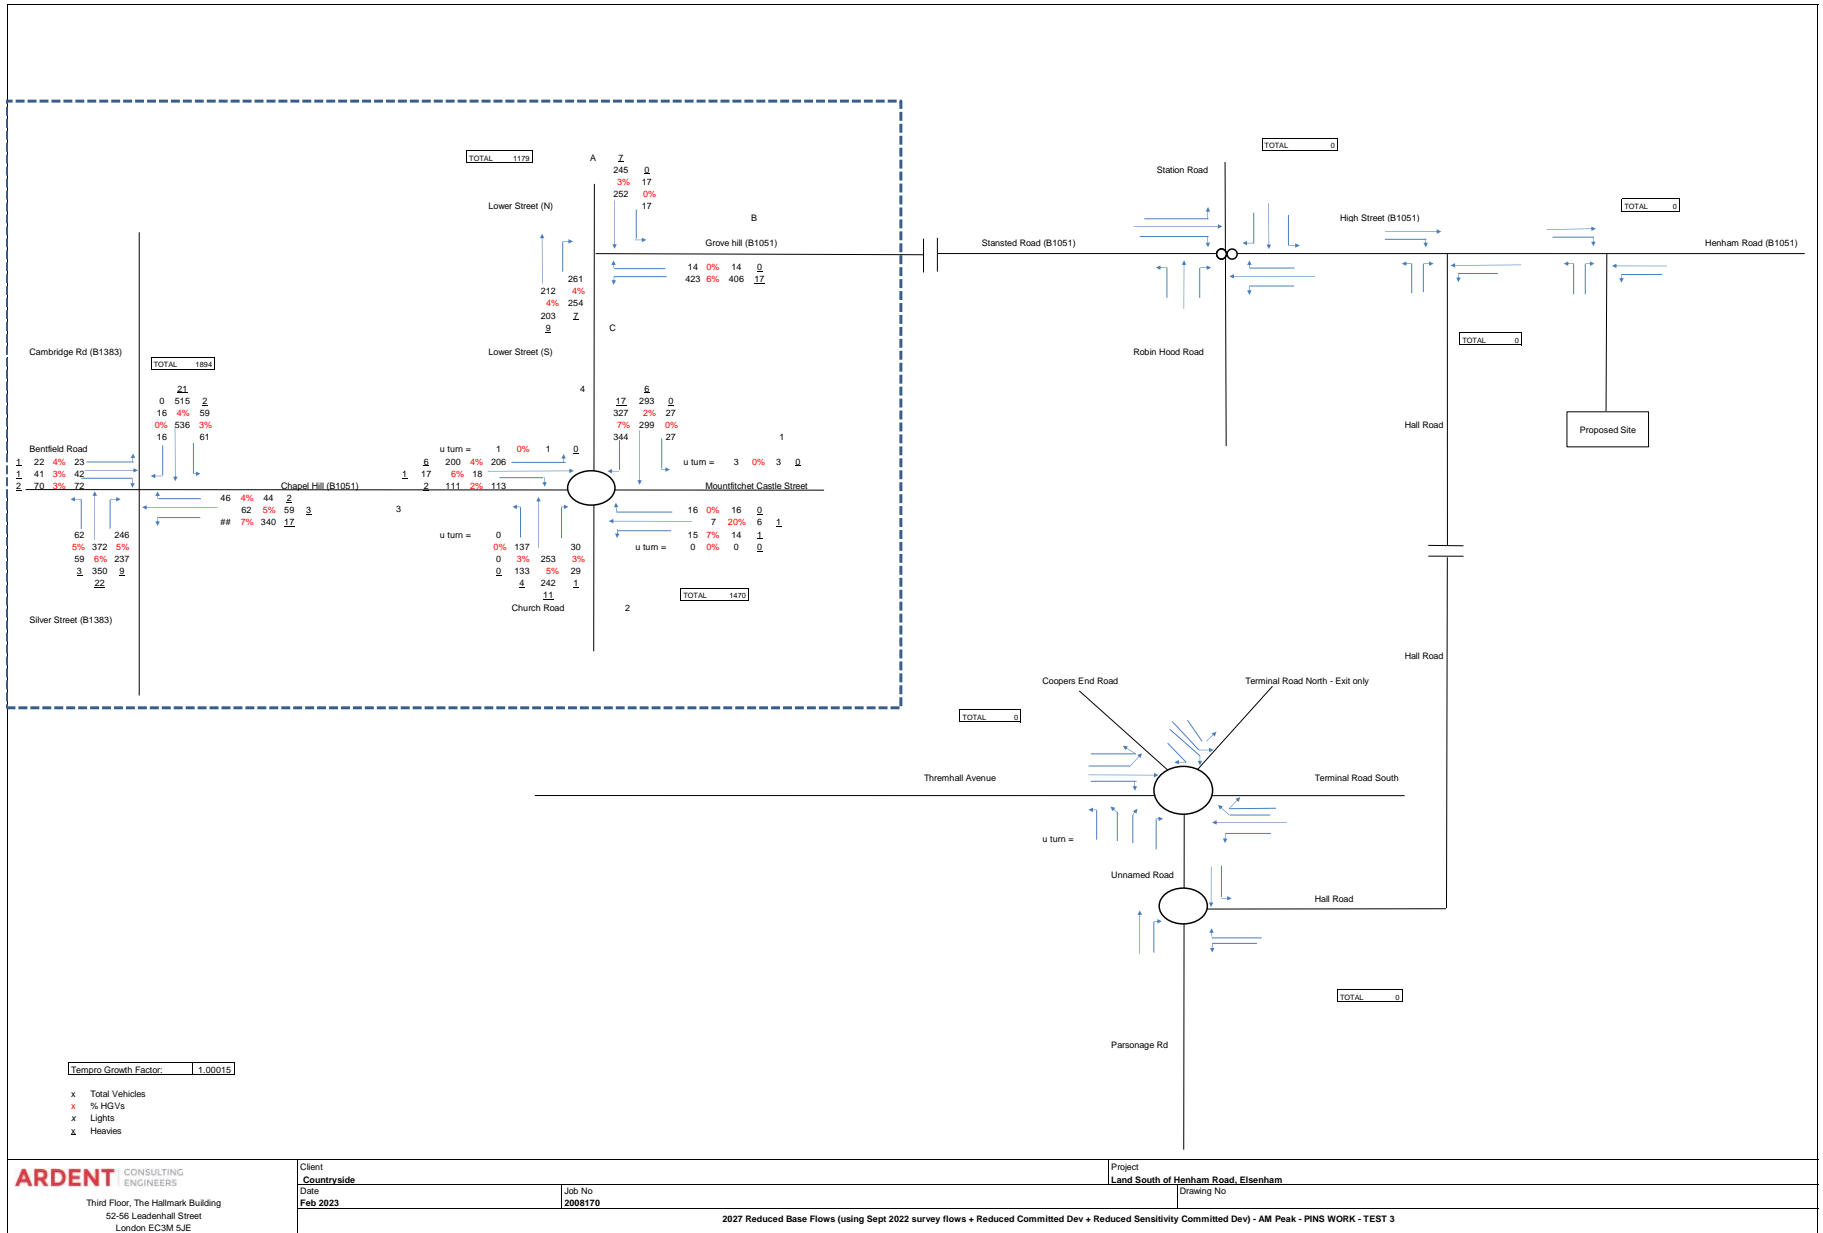 TOTAL 1179
A 7
245 0
3% 17
252 0%
17
Lower Street (N)
B
Grove hill (B1051)
14 0% 14 0
423 6% 406 17
261
212 4%
4% 254
203 7
9
C
Lower Street (S)
Stansted Road (B1051)
Station Road
TOTAL 0
High Street (B1051)
TOTAL 0
Henham Road (B1051)
Robin Hood Road
TOTAL 0
Hall Road
Proposed Site
Cambridge Rd (B1383)
TOTAL 1894
21
0 515 2
16 4% 59
0% 536 3%
16 61
Bentfield Road
1 22 4% 23
1 41 3% 42
2 70 3% 72
Chapel Hill (B1051)
46 4% 44 2
62 5% 59 3
## 7% 340 17
62 246
5% 372 5%
59 6% 237
3 350 9
22
Silver Street (B1383)
4
6
17 293 0
327 2% 27
7% 299 0%
344 27
1
u turn = 1 0% 1 0
6 200 4% 206
1 17 6% 18
2 111 2% 113
3
u turn = 3 0% 3 0
Mountfitchet Castle Street
16 0% 16 0
7 20% 6 1
15 7% 14 1
u turn = 0 0% 0 0
u turn = 0
0% 137 30
0 3% 253 3%
0 133 5% 29
4 242 1
11
Church Road 2
TOTAL 1470
Hall Road
Coopers End Road
Terminal Road North - Exit only
TOTAL 0
Thremhall Avenue
Terminal Road South
u turn =
Unnamed Road
Hall Road
TOTAL 0
Parsonage Rd
Tempro Growth Factor: 1.00015
x Total Vehicles
x % HGVs
x Lights
x Heavies
ARDENT CONSULTING ENGINEERS
Third Floor, The Hallmark Building
52-56 Leadenhall Street
London EC3M 5JE
Client
Countryside
Project
Land South of Henham Road, Elsenham
Date
Feb 2023
Job No
2008170
Drawing No
2027 Reduced Base Flows (using Sept 2022 survey flows + Reduced Committed Dev + Reduced Sensitivity Committed Dev) - AM Peak - PINS WORK - TEST 3